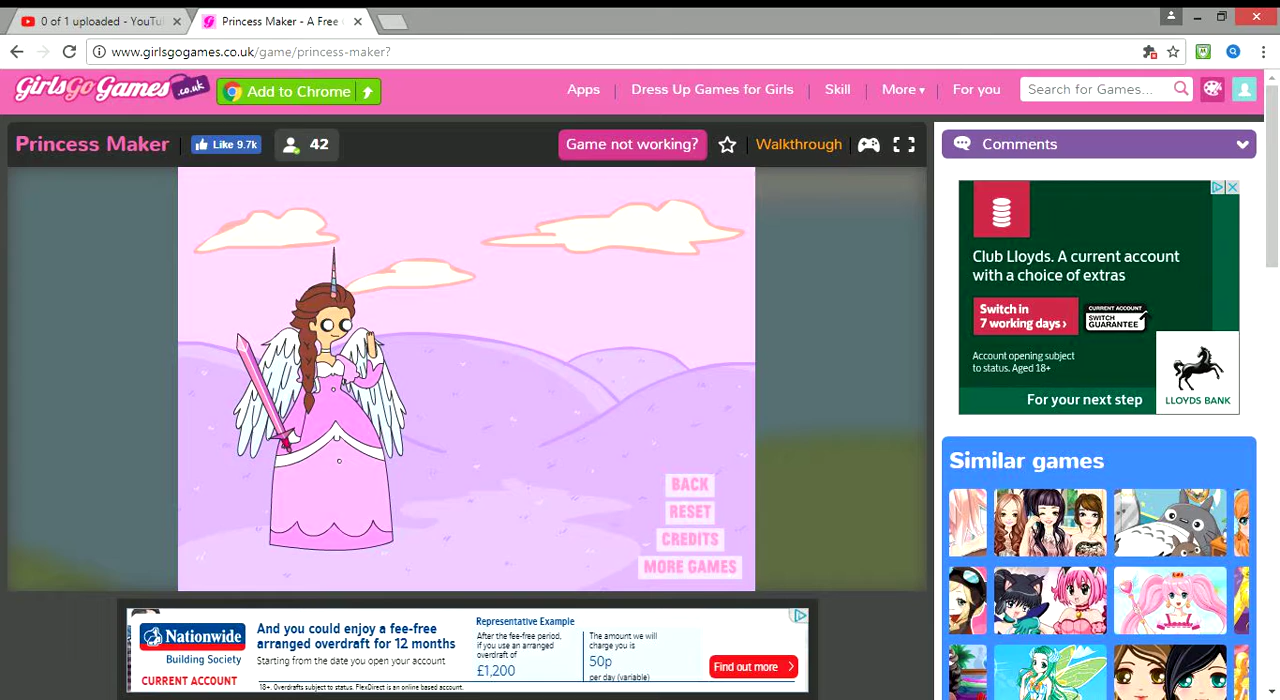 0 of 1 uploaded - YouTu
Princess Maker - A Free
www.girlsgogames.co.uk/game/princess-maker?
GirlsGoGames.co.uk
Add to Chrome
Apps
Dress Up Games for Girls
Skill
More
For you
Search for Games...
Princess Maker
Like 9.7k
42
Game not working?
Walkthrough
Comments
Club Lloyds. A current account
with a choice of extras
Switch in
7 working days ›
CURRENT ACCOUNT
SWITCH
GUARANTEE
Account opening subject
to status. Aged 18+
LLOYDS BANK
For your next step
Similar games
BACK
RESET
CREDITS
MORE GAMES
Nationwide
Building Society
CURRENT ACCOUNT
And you could enjoy a fee-free
arranged overdraft for 12 months
Starting from the date you open your account
18+. Overdrafts subject to status. FlexDirect is an online based account.
Representative Example
After the fee-free period,
if you use an arranged
overdraft of
£1,200
The amount we will
charge you is
50p
per day (variable)
Find out more